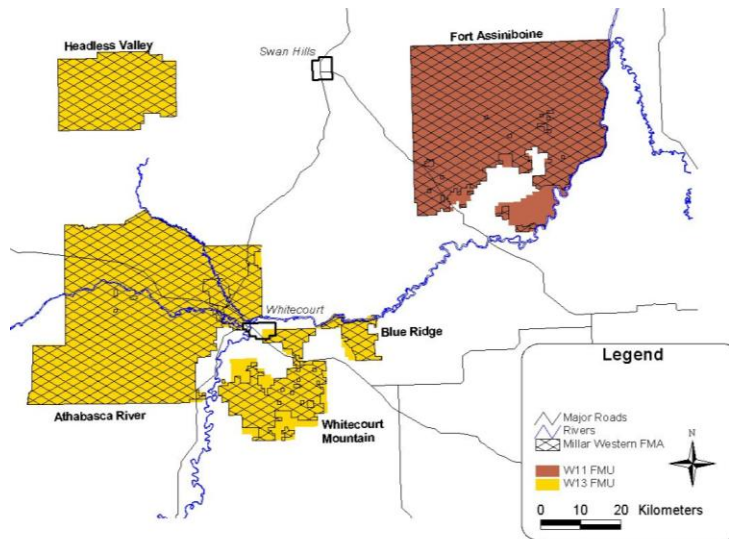 Headless Valley
Swan Hills
Fort Assiniboine
Whitecourt
Blue Ridge
Athabasca River
Whitecourt
Mountain
Legend
Major Roads
Rivers
Millar Western FMA
W11 FMU
W13 FMU
N
0 10 20 Kilometers